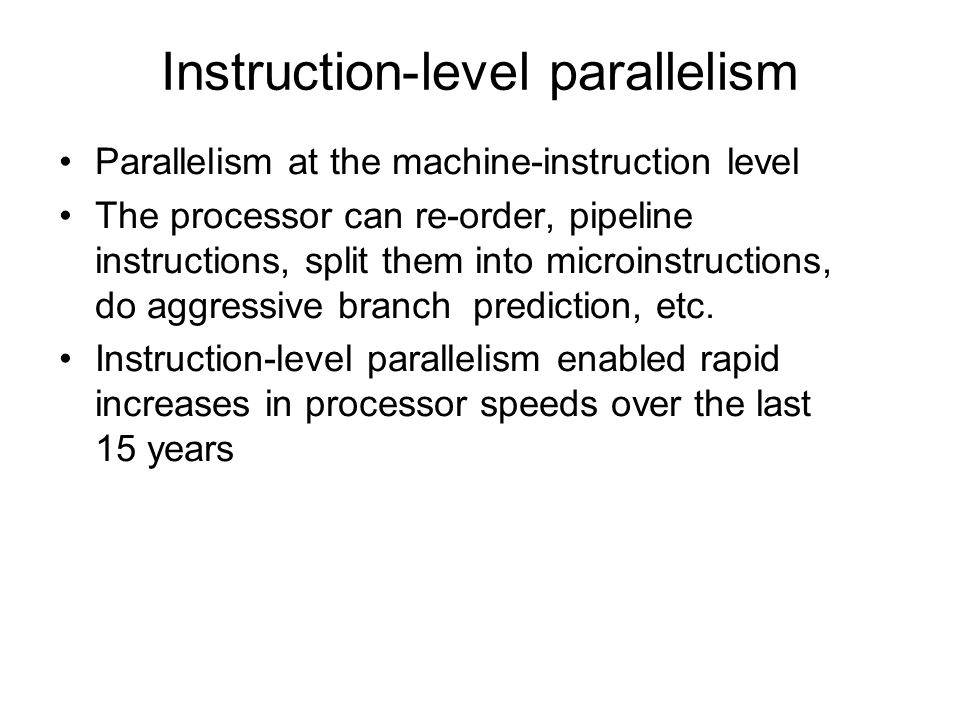 Instruction-level parallelism
• Parallelism at the machine-instruction level
• The processor can re-order, pipeline
instructions, split them into microinstructions,
do aggressive branch  prediction, etc.
• Instruction-level parallelism enabled rapid
increases in processor speeds over the last
15 years